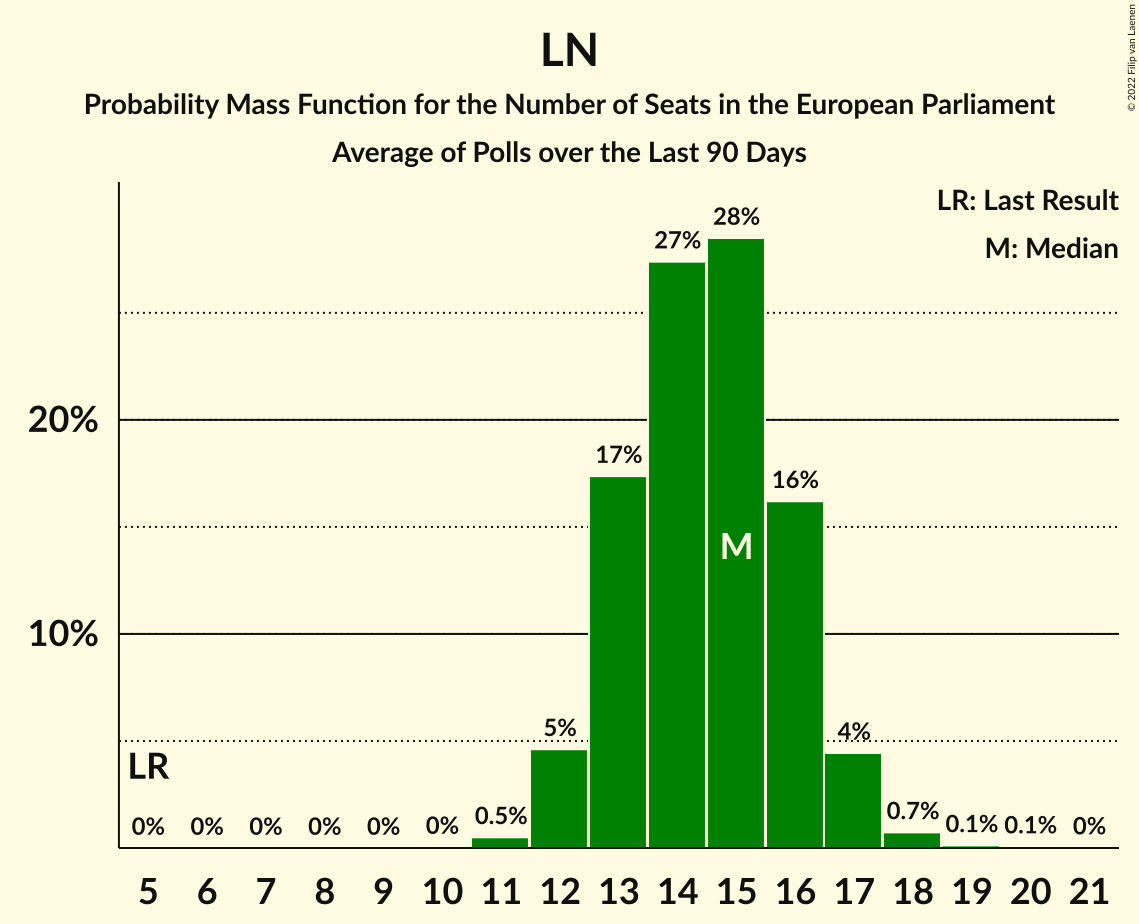 LN
Probability Mass Function for the Number of Seats in the European Parliament
Average of Polls over the Last 90 Days
© 2022 Filip van Laenen
LR: Last Result
M: Median
28%
27%
20%
17%
16%
M
10%
5%
4%
LR
0% 0% 0% 0% 0% 0% 0.5% 0.7% 0.1% 0.1% 0%
5 6 7 8 9 10 11 12 13 14 15 16 17 18 19 20 21